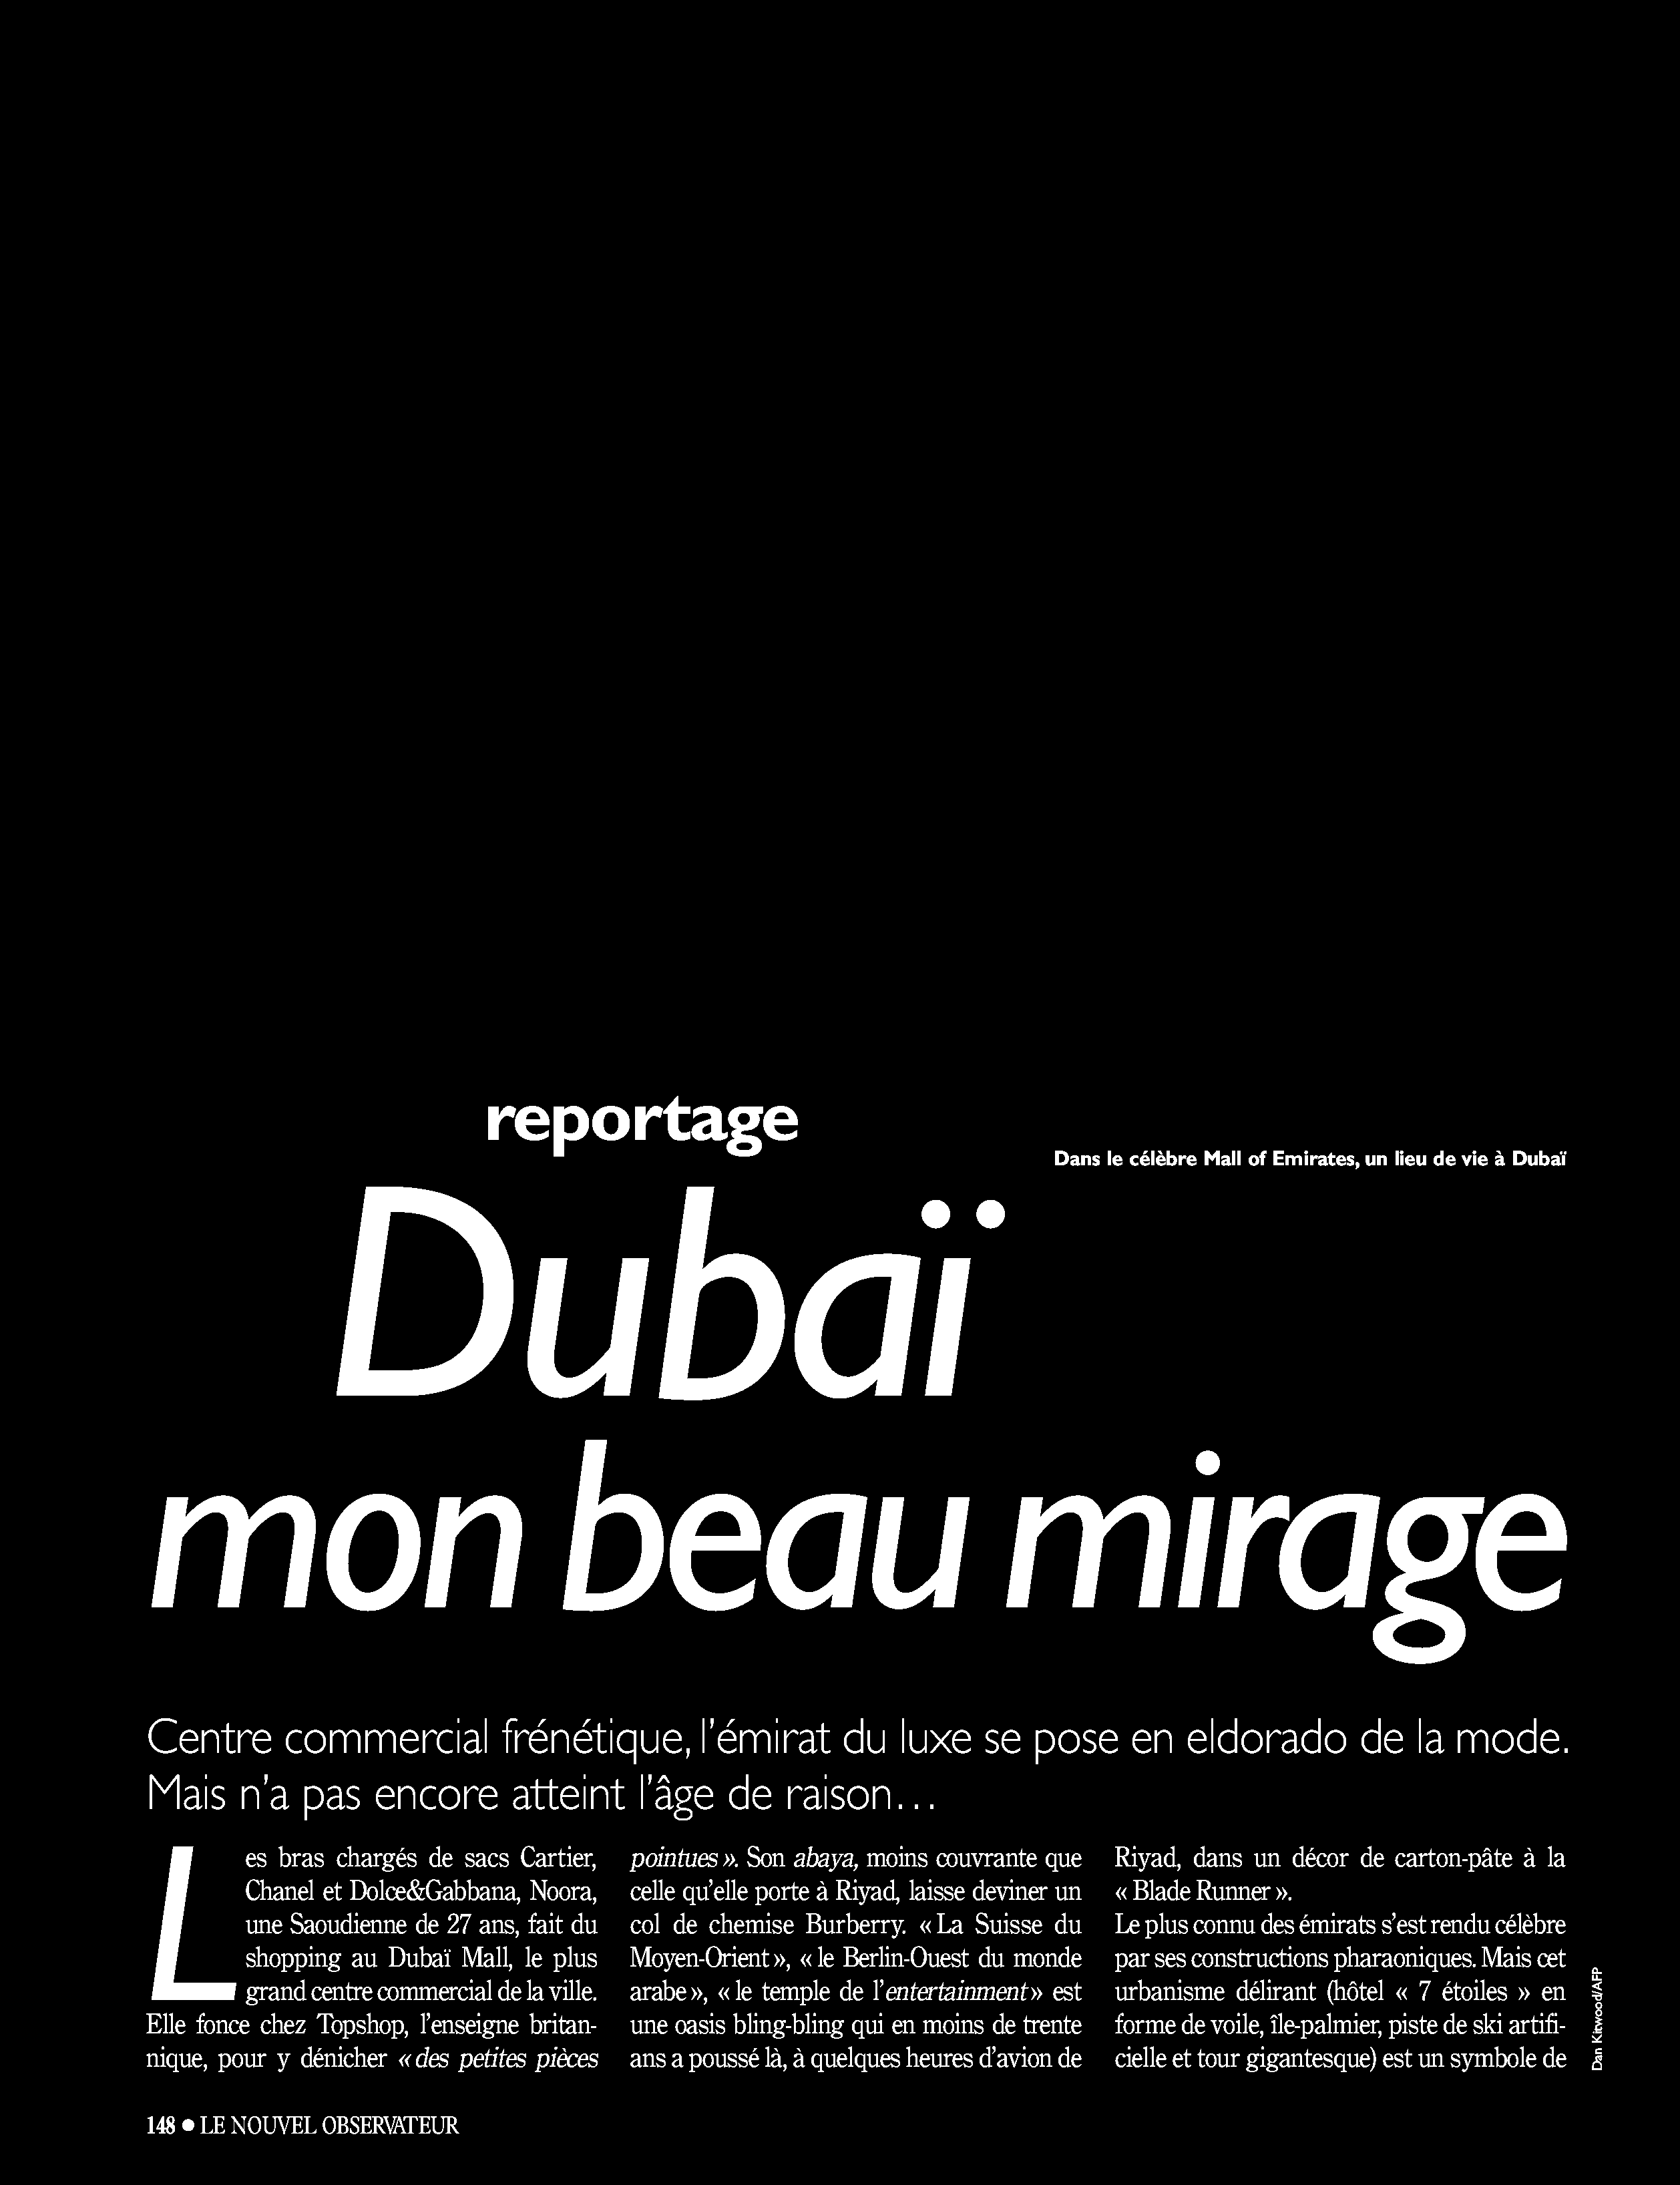 reportage
Dans le célèbre Mall of Emirates, un lieu de vie à Dubaï
Dubaï
mon beau mirage
Centre commercial frénétique, l’émirat du luxe se pose en eldorado de la mode.
Mais n’a pas encore atteint l’âge de raison…
Les bras chargés de sacs Cartier,
Chanel et Dolce&Gabbana, Noora,
une Saoudienne de 27 ans, fait du
shopping au Dubaï Mall, le plus
grand centre commercial de la ville.
Elle fonce chez Topshop, l’enseigne britan-
nique, pour y dénicher « des petites pièces
pointues ». Son abaya, moins couvrante que
celle qu’elle porte à Riyad, laisse deviner un
col de chemise Burberry. « La Suisse du
Moyen-Orient », « le Berlin-Ouest du monde
arabe », « le temple de l’entertainment » est
une oasis bling-bling qui en moins de trente
ans a poussé là, à quelques heures d’avion de
Riyad, dans un décor de carton-pâte à la
« Blade Runner ».
Le plus connu des émirats s’est rendu célèbre
par ses constructions pharaoniques. Mais cet
urbanisme délirant (hôtel « 7 étoiles » en
forme de voile, île-palmier, piste de ski artifi-
cielle et tour gigantesque) est un symbole de
Dan Kitwood/AFP
148 ● LE NOUVEL OBSERVATEUR